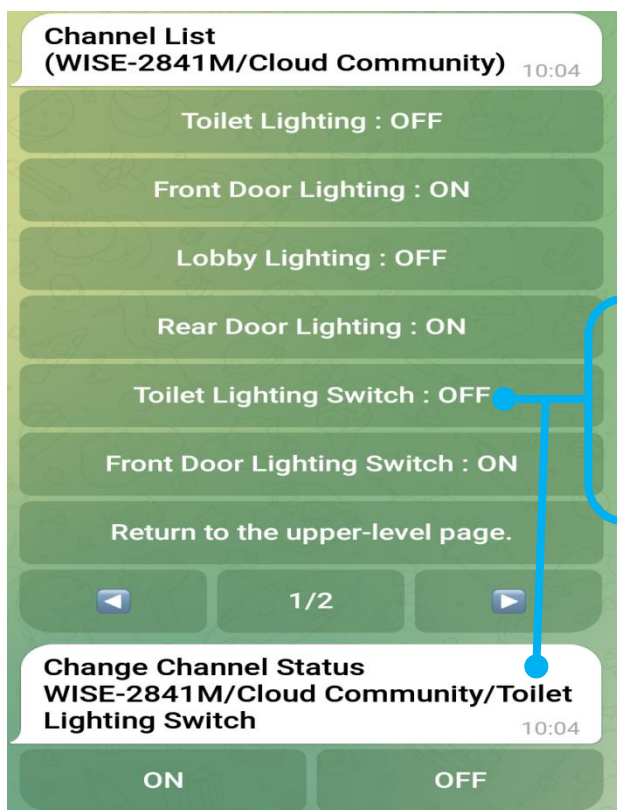 Channel List
(WISE-2841M/Cloud Community) 10:04
Toilet Lighting : OFF
Front Door Lighting : ON
Lobby Lighting : OFF
Rear Door Lighting : ON
Toilet Lighting Switch : OFF
Front Door Lighting Switch : ON
Return to the upper-level page.
1/2
Change Channel Status
WISE-2841M/Cloud Community/Toilet
Lighting Switch 10:04
ON OFF